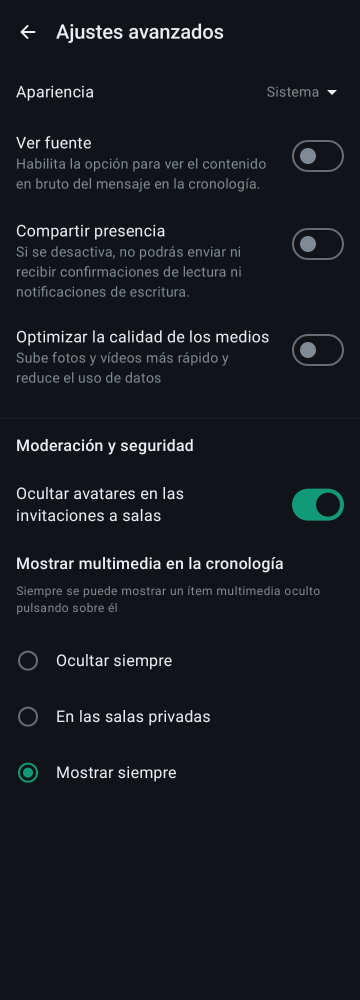 Ajustes avanzados
Apariencia
Sistema
Ver fuente
Habilita la opción para ver el contenido
en bruto del mensaje en la cronología.
Compartir presencia
Si se desactiva, no podrás enviar ni
recibir confirmaciones de lectura ni
notificaciones de escritura.
Optimizar la calidad de los medios
Sube fotos y vídeos más rápido y
reduce el uso de datos
Moderación y seguridad
Ocultar avatares en las
invitaciones a salas
Mostrar multimedia en la cronología
Siempre se puede mostrar un ítem multimedia oculto
pulsando sobre él
Ocultar siempre
En las salas privadas
Mostrar siempre